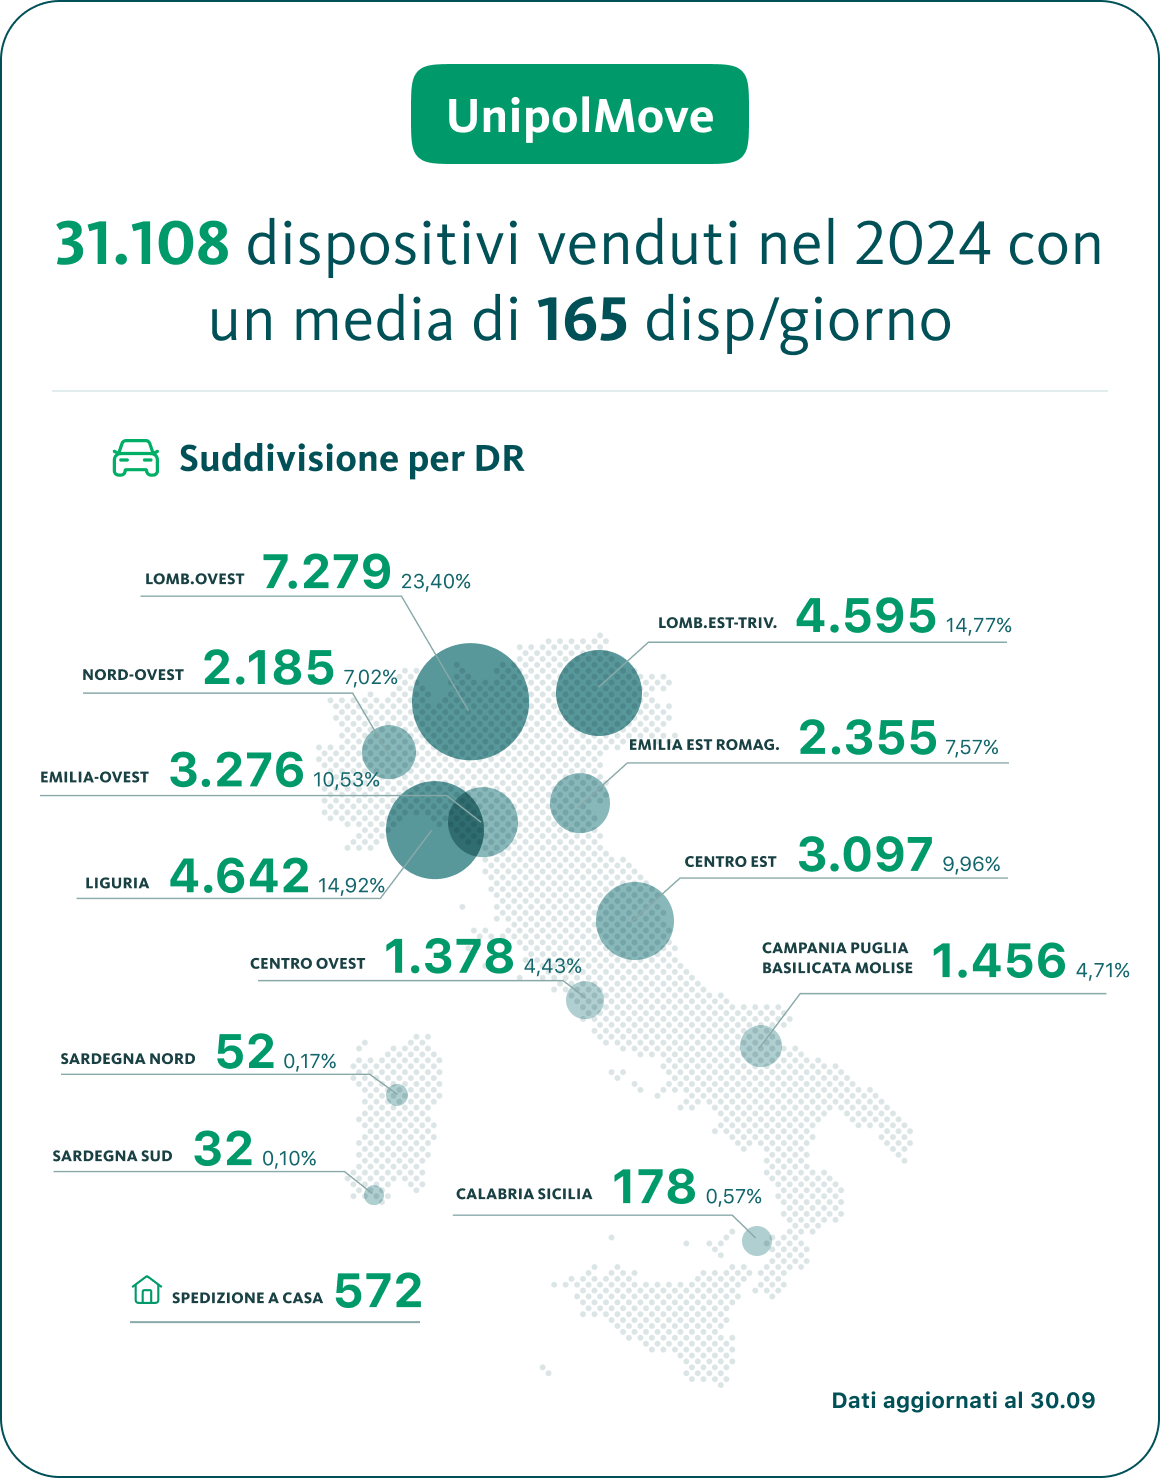 UnipolMove
31.108 dispositivi venduti nel 2024 con
un media di 165 disp/giorno
Suddivisione per DR
LOMB.OVEST 7.279 23,40%
LOMB.EST-TRIV. 4.595 14,77%
NORD-OVEST 2.185 7,02%
EMILIA EST ROMAG. 2.355 7,57%
EMILIA-OVEST 3.276 10,53%
CENTRO EST 3.097 9,96%
LIGURIA 4.642 14,92%
CENTRO OVEST 1.378 4,43%
CAMPANIA PUGLIA
BASILICATA MOLISE 1.456 4,71%
SARDEGNA NORD 52 0,17%
SARDEGNA SUD 32 0,10%
CALABRIA SICILIA 178 0,57%
SPEDIZIONE A CASA 572
Dati aggiornati al 30.09